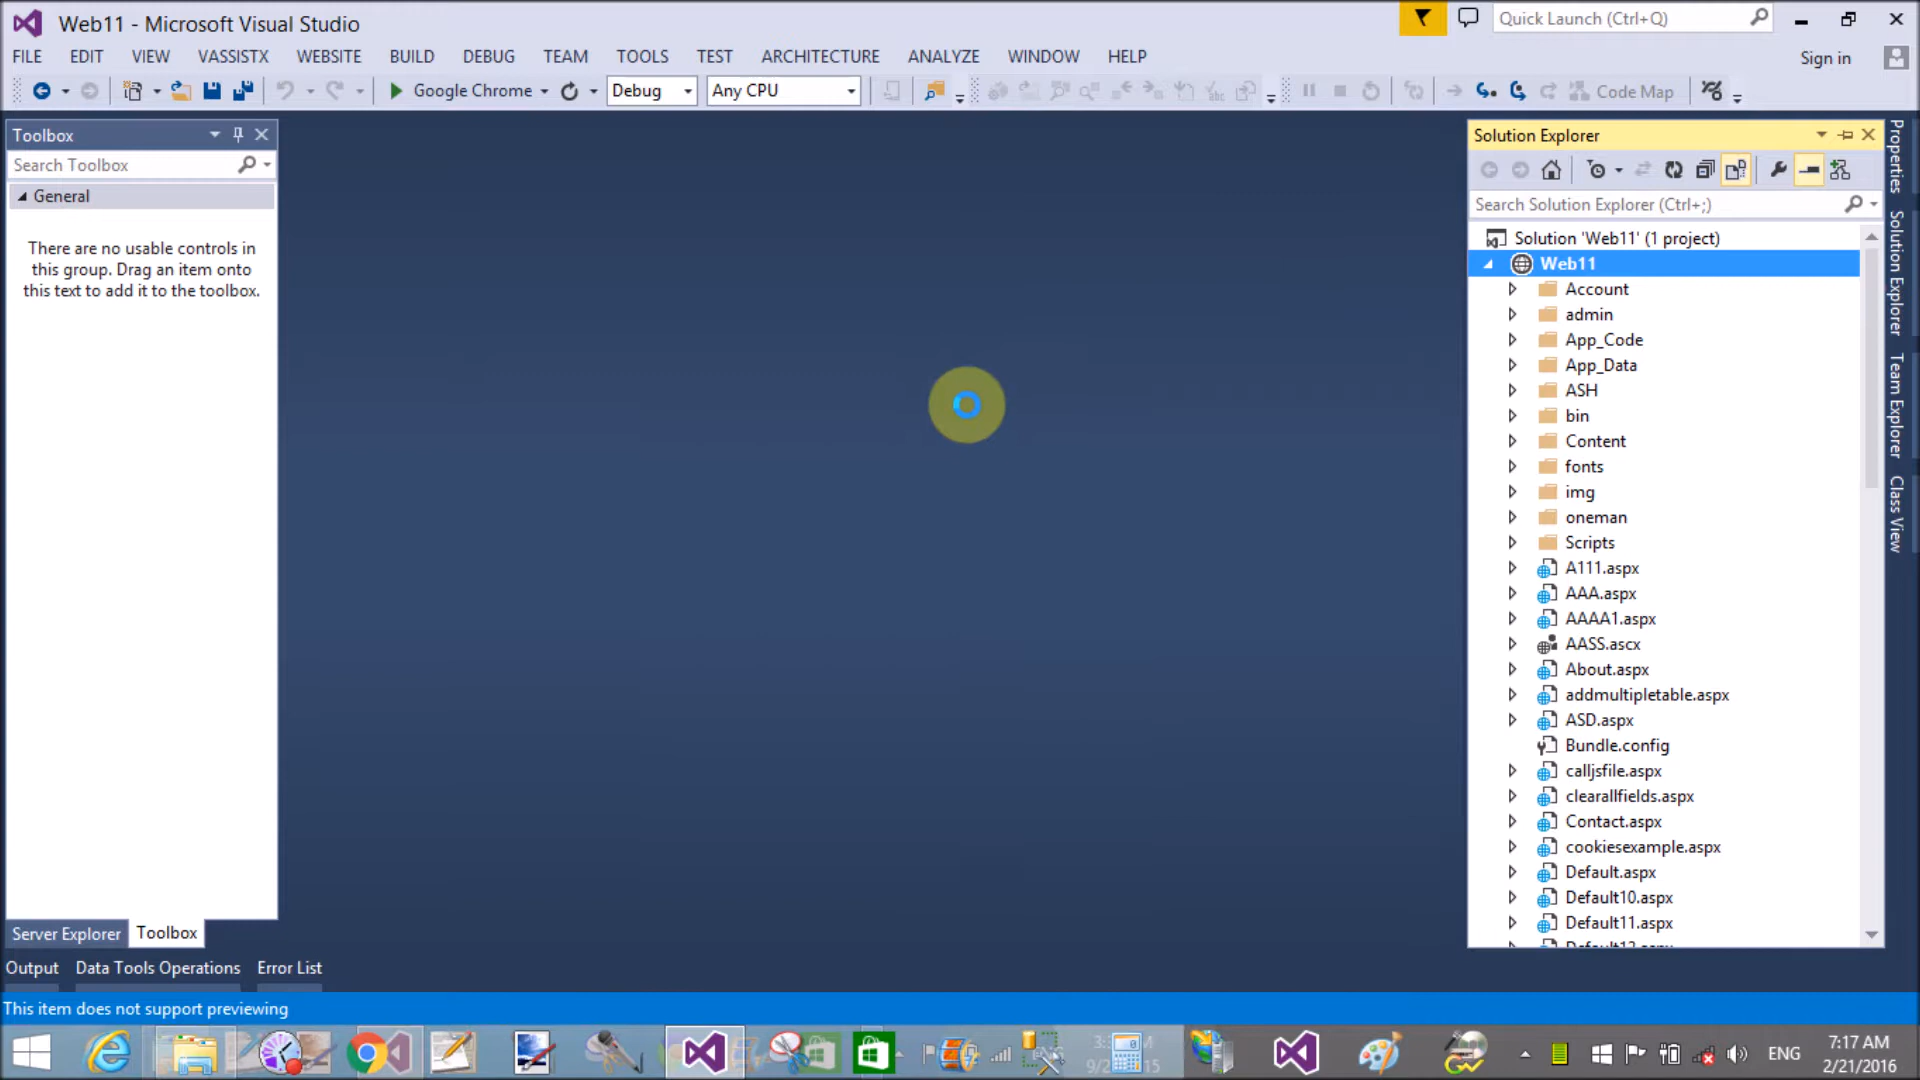 Web11 - Microsoft Visual Studio
Quick Launch (Ctrl+Q)
FILE EDIT VIEW VASSISTX WEBSITE BUILD DEBUG TEAM TOOLS TEST ARCHITECTURE ANALYZE WINDOW HELP
Sign in
Google Chrome Debug Any CPU Code Map
Toolbox
Search Toolbox
General
There are no usable controls in
this group. Drag an item onto
this text to add it to the toolbox.
Server Explorer Toolbox
Solution Explorer
Search Solution Explorer (Ctrl+;)
Solution 'Web11' (1 project)
Web11
Account
admin
App_Code
App_Data
ASH
bin
Content
fonts
img
oneman
Scripts
A111.aspx
AAA.aspx
AAAA1.aspx
AASS.ascx
About.aspx
addmultipletable.aspx
ASD.aspx
Bundle.config
calljsfile.aspx
clearallfields.aspx
Contact.aspx
cookiesexample.aspx
Default.aspx
Default10.aspx
Default11.aspx
Properties
Solution Explorer
Team Explorer
Class View
Output Data Tools Operations Error List
This item does not support previewing
ENG
7:17 AM
2/21/2016